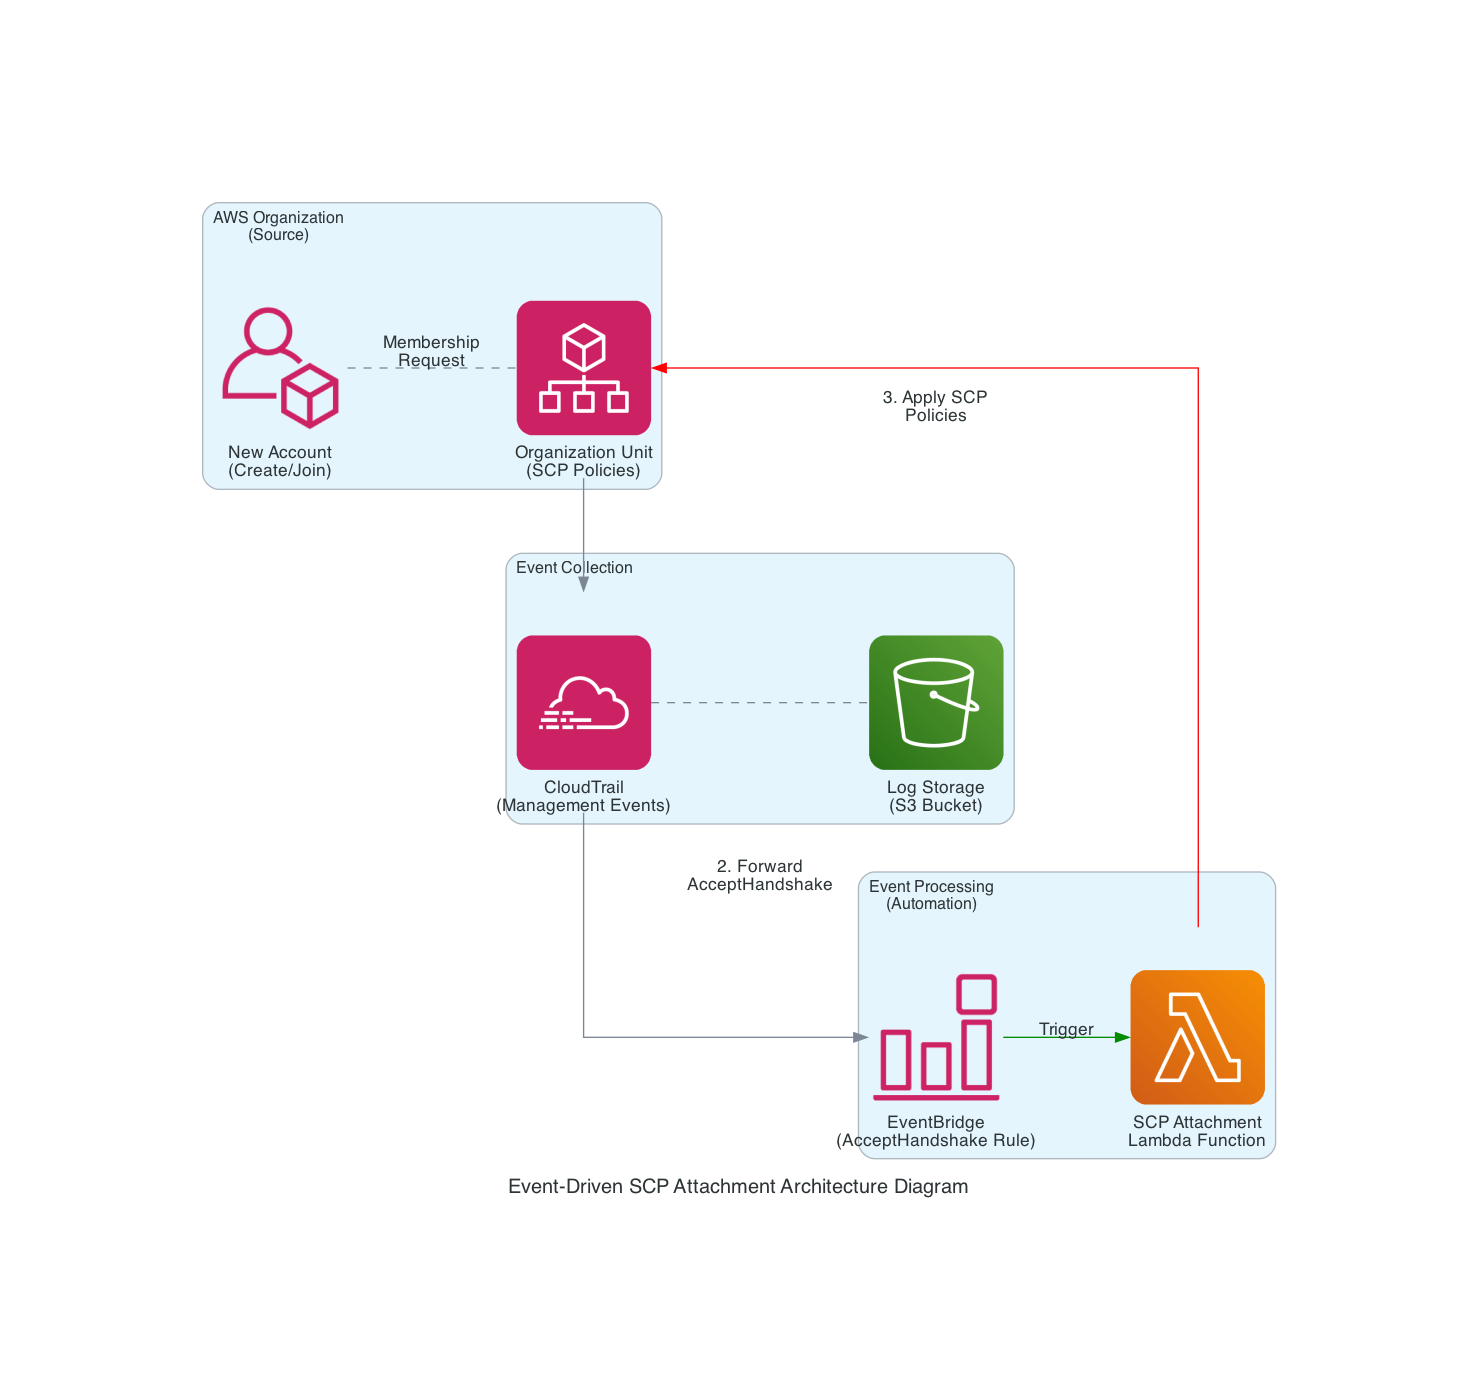 AWS Organization
(Source)
Membership
Request
New Account
(Create/Join)
Organization Unit
(SCP Policies)
3. Apply SCP
Policies
Event Collection
CloudTrail
(Management Events)
Log Storage
(S3 Bucket)
2. Forward
AcceptHandshake
Event Processing
(Automation)
Trigger
EventBridge
(AcceptHandshake Rule)
SCP Attachment
Lambda Function
Event-Driven SCP Attachment Architecture Diagram